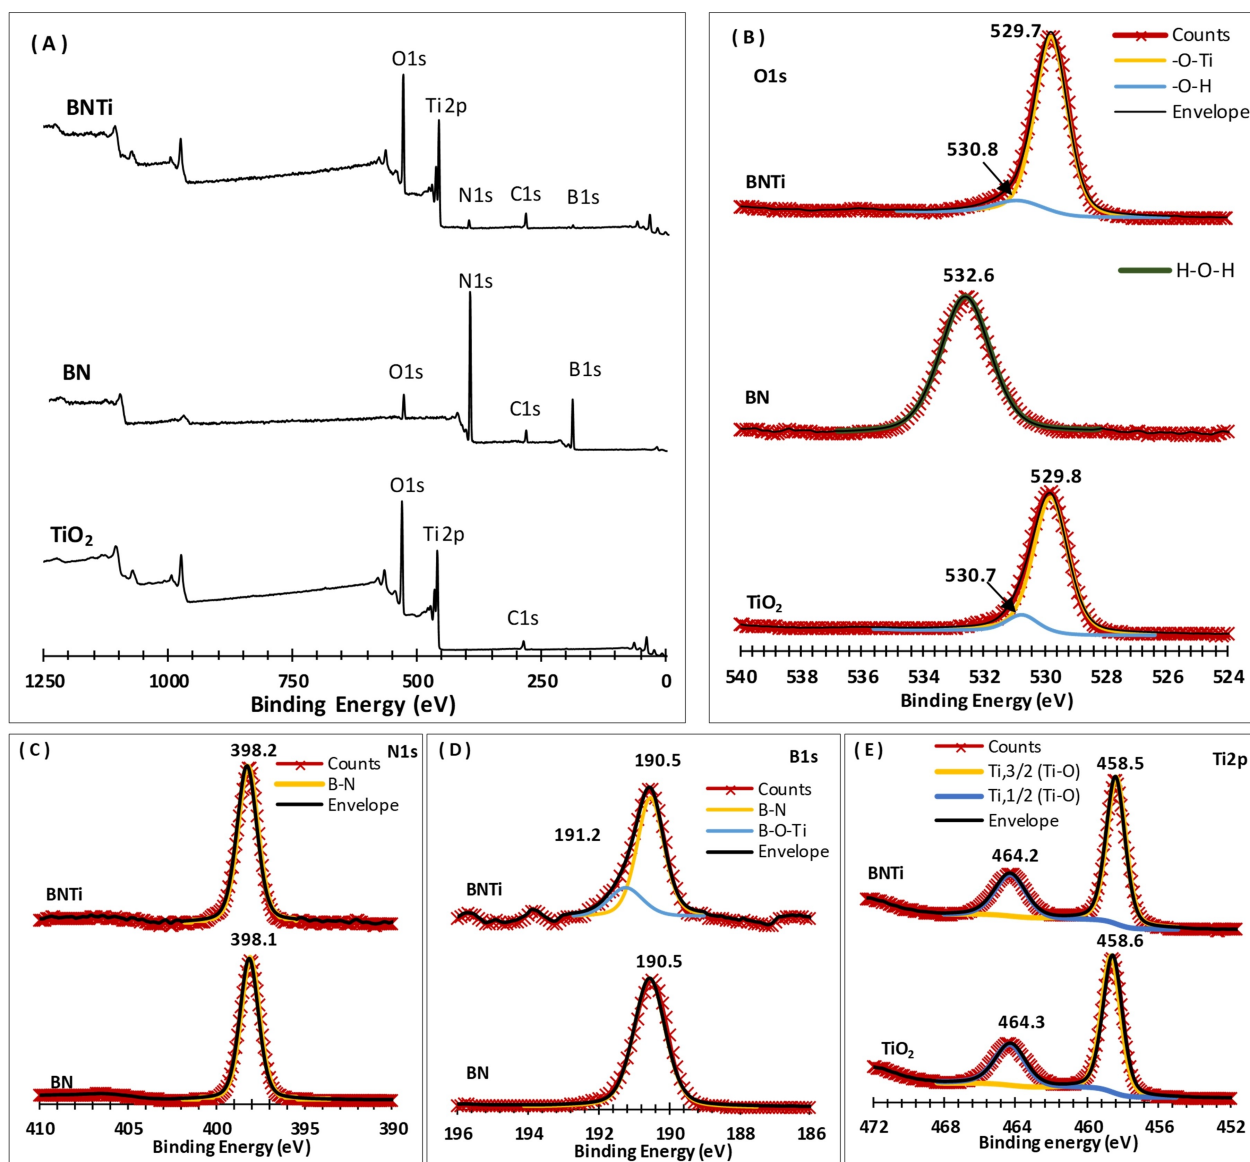 ( A )
O1s
BNTi
Ti 2p
N1s
C1s
B1s
N1s
BN
O1s
B1s
C1s
O1s
TiO2
Ti 2p
C1s
1250
1000
750
500
250
0
Binding Energy (eV)
( B )
529.7
Counts
O1s
-O-Ti
-O-H
Envelope
530.8
BNTi
532.6
H-O-H
BN
529.8
530.7
TiO2
540
538
536
534
532
530
528
526
524
Binding Energy (eV)
( C )
398.2
N1s
Counts
B-N
Envelope
BNTi
398.1
BN
410
405
400
395
390
Binding Energy (eV)
( D )
B1s
190.5
Counts
B-N
191.2
B-O-Ti
Envelope
BNTi
190.5
BN
196
194
192
190
188
186
Binding Energy (eV)
( E )
Counts
Ti2p
458.5
Ti,3/2 (Ti-O)
Ti,1/2 (Ti-O)
Envelope
464.2
BNTi
458.6
464.3
TiO2
472
468
464
460
456
452
Binding energy (eV)